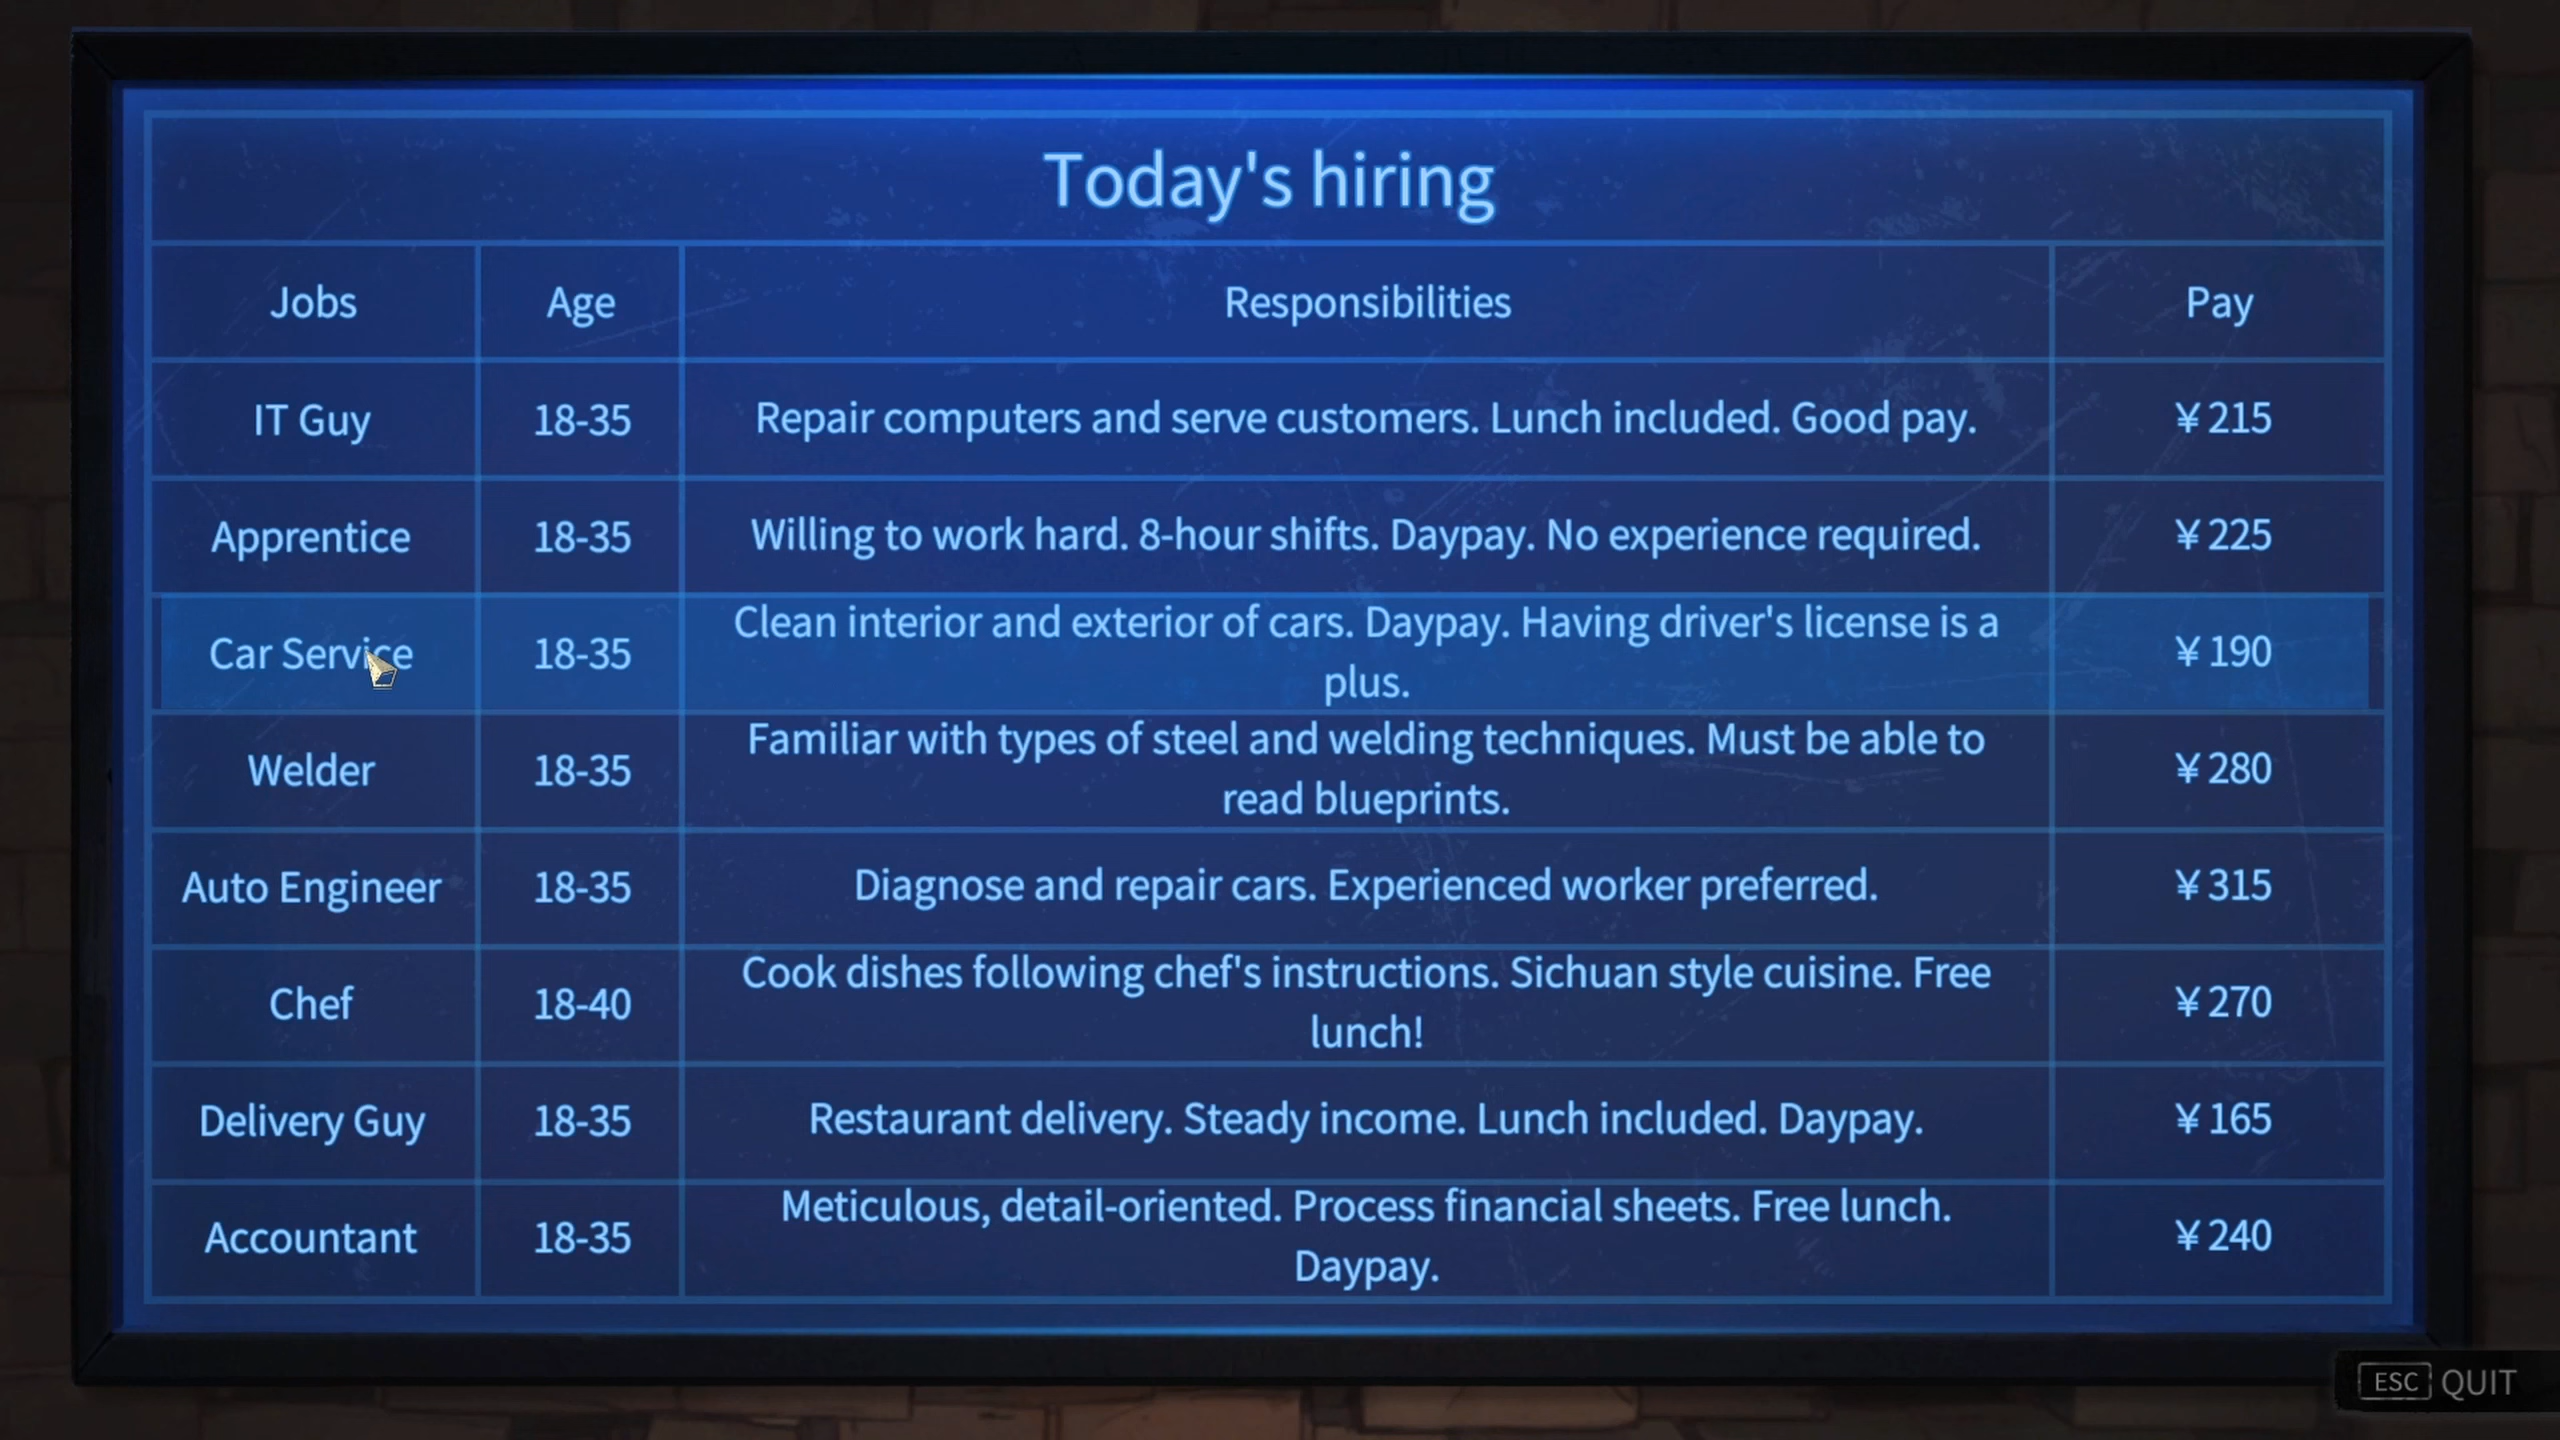 Today's hiring
Jobs Age Responsibilities Pay
IT Guy 18-35 Repair computers and serve customers. Lunch included. Good pay. ¥ 215
Apprentice 18-35 Willing to work hard. 8-hour shifts. Daypay. No experience required. ¥ 225
Car Service 18-35 Clean interior and exterior of cars. Daypay. Having driver's license is a
plus. ¥ 190
Welder 18-35 Familiar with types of steel and welding techniques. Must be able to
read blueprints. ¥ 280
Auto Engineer 18-35 Diagnose and repair cars. Experienced worker preferred. ¥ 315
Chef 18-40 Cook dishes following chef's instructions. Sichuan style cuisine. Free
lunch! ¥ 270
Delivery Guy 18-35 Restaurant delivery. Steady income. Lunch included. Daypay. ¥ 165
Accountant 18-35 Meticulous, detail-oriented. Process financial sheets. Free lunch.
Daypay. ¥ 240
ESC QUIT